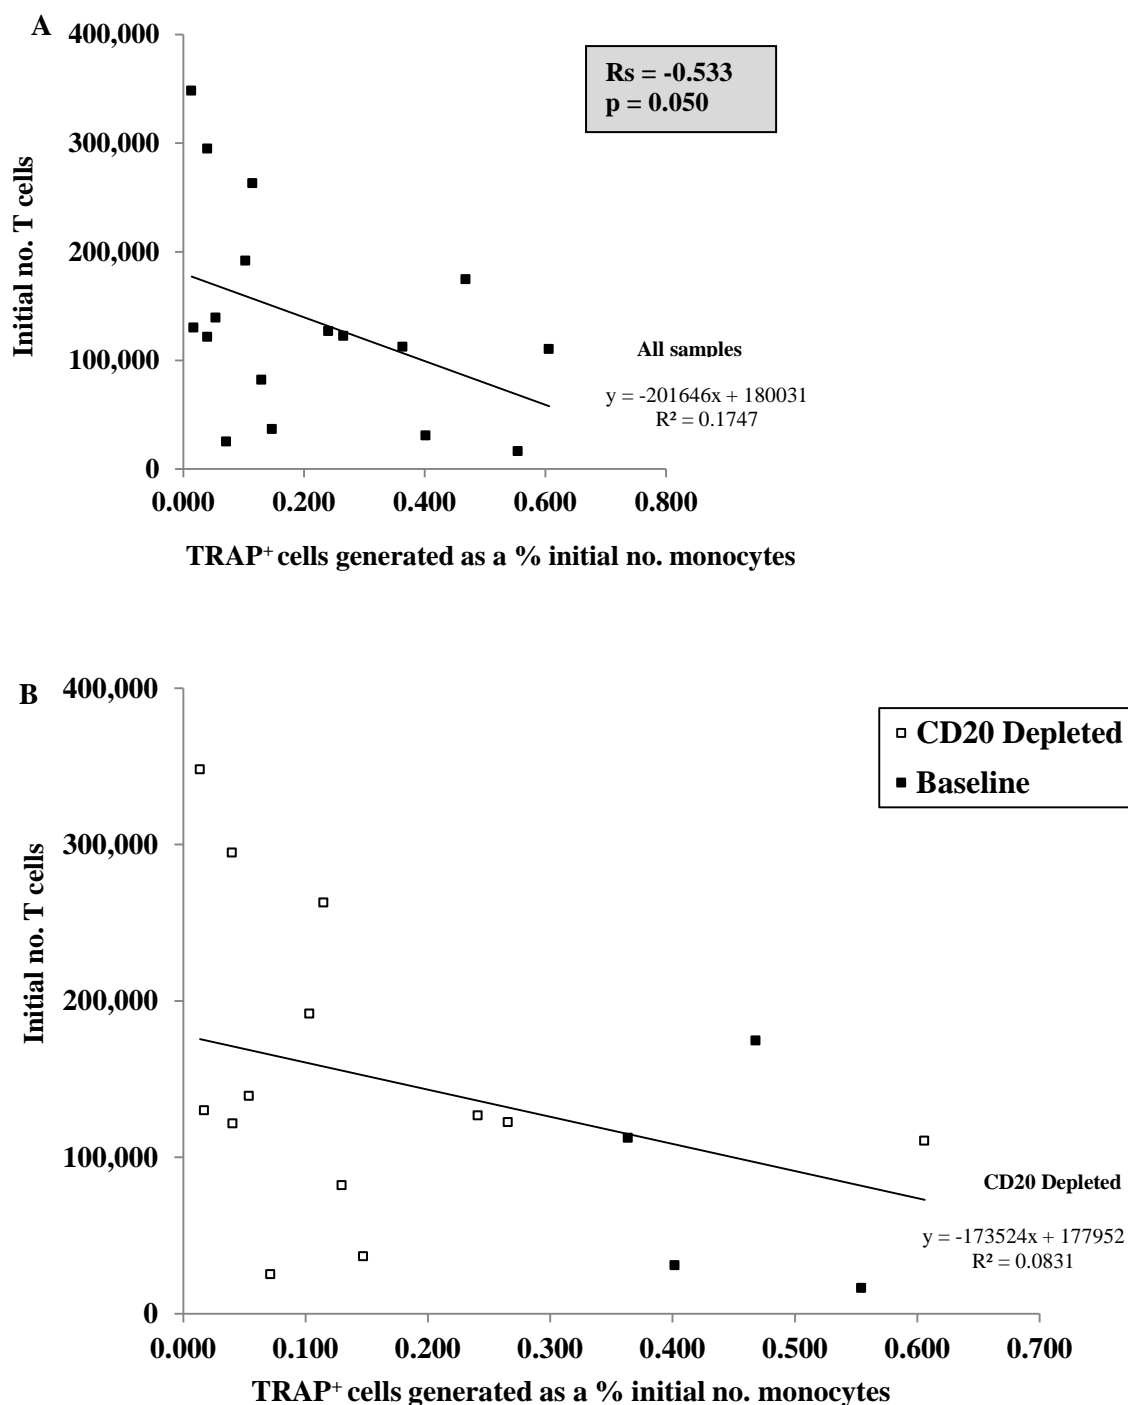 A
400,000
300,000
200,000
100,000
0
Initial no. T cells
Rs = -0.533
p = 0.050
All samples
y = -201646x + 180031
R² = 0.1747
0.000 0.200 0.400 0.600 0.800
TRAP⁺ cells generated as a % initial no. monocytes
B
400,000
300,000
200,000
100,000
0
Initial no. T cells
CD20 Depleted
Baseline
CD20 Depleted
y = -173524x + 177952
R² = 0.0831
0.000 0.100 0.200 0.300 0.400 0.500 0.600 0.700
TRAP⁺ cells generated as a % initial no. monocytes